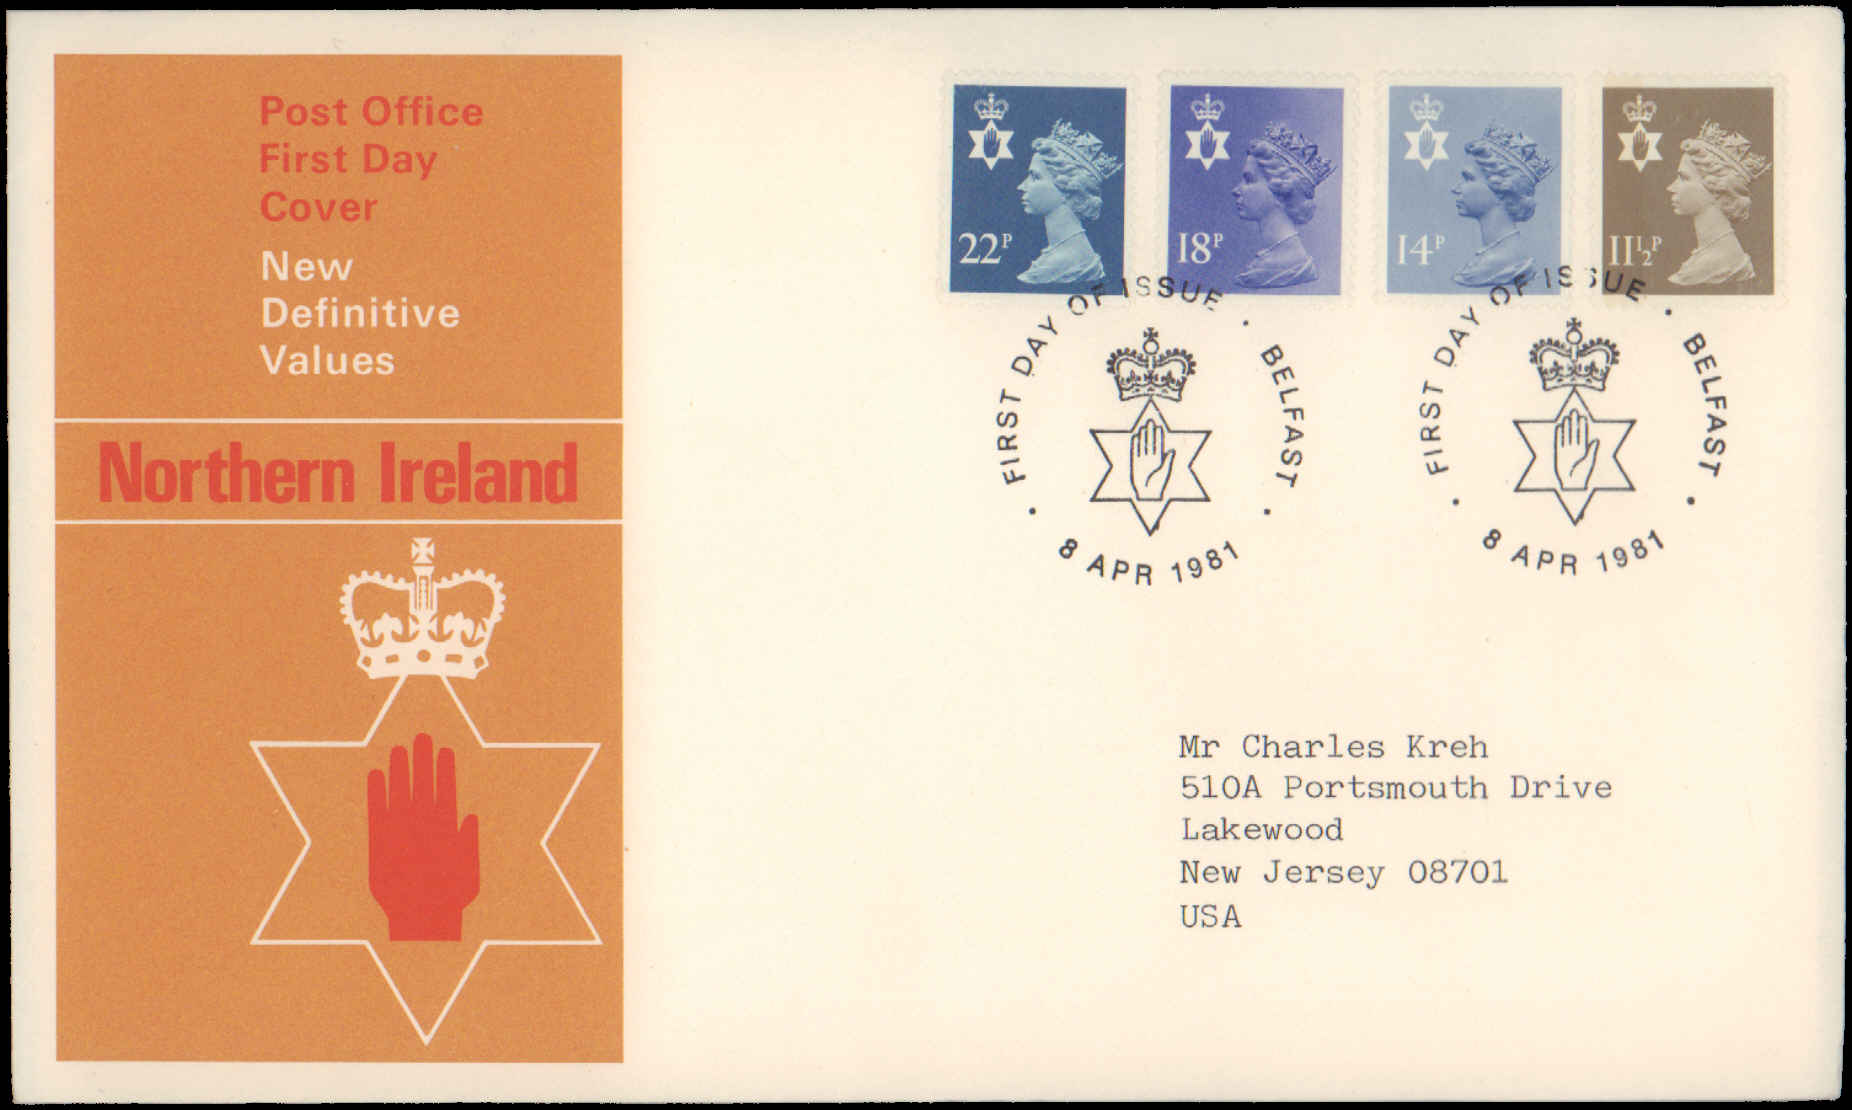 Post Office
First Day
Cover
New
Definitive
Values
Northern Ireland
22P
18P
14P
11½P
FIRST DAY OF ISSUE · BELFAST ·
8 APR 1981
· FIRST DAY OF ISSUE · BELFAST ·
8 APR 1981
Mr Charles Kreh
510A Portsmouth Drive
Lakewood
New Jersey 08701
USA